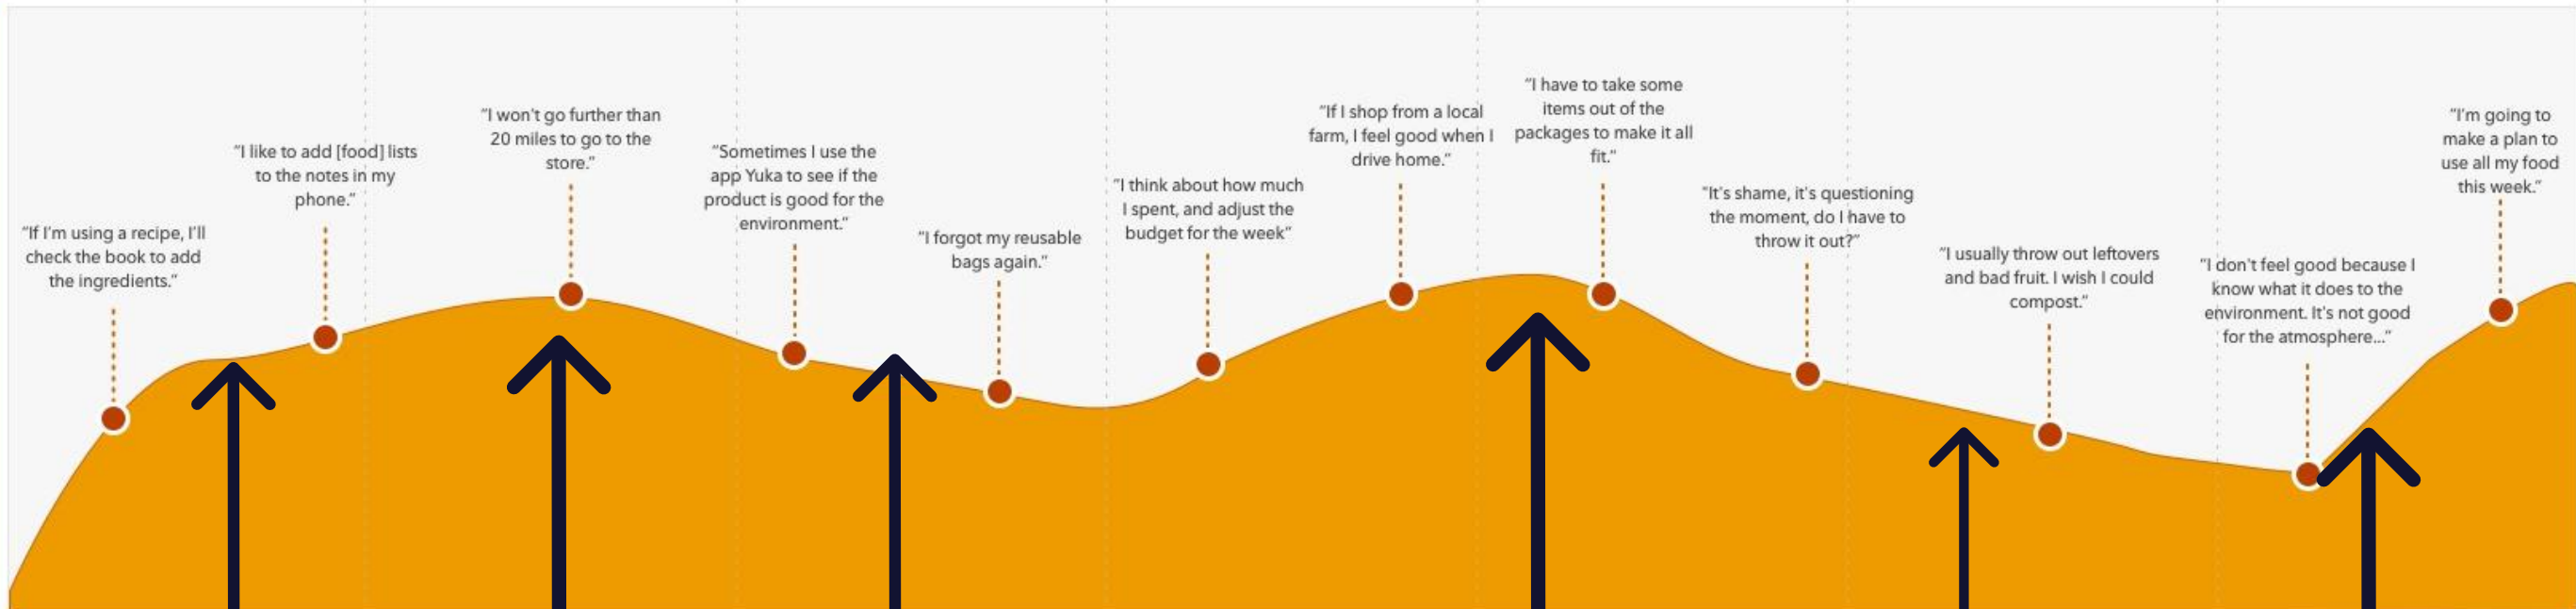 "If I'm using a recipe, I'll
check the book to add
the ingredients."
"I like to add [food] lists
to the notes in my
phone."
"I won't go further than
20 miles to go to the
store."
"Sometimes I use the
app Yuka to see if the
product is good for the
environment."
"I forgot my reusable
bags again."
"I think about how much
I spent, and adjust the
budget for the week"
"If I shop from a local
farm, I feel good when I
drive home."
"I have to take some
items out of the
packages to make it all
fit."
"It's shame, it's questioning
the moment, do I have to
throw it out?"
"I usually throw out leftovers
and bad fruit. I wish I could
compost."
"I don't feel good because I
know what it does to the
environment. It's not good
for the atmosphere..."
"I'm going to
make a plan to
use all my food
this week."